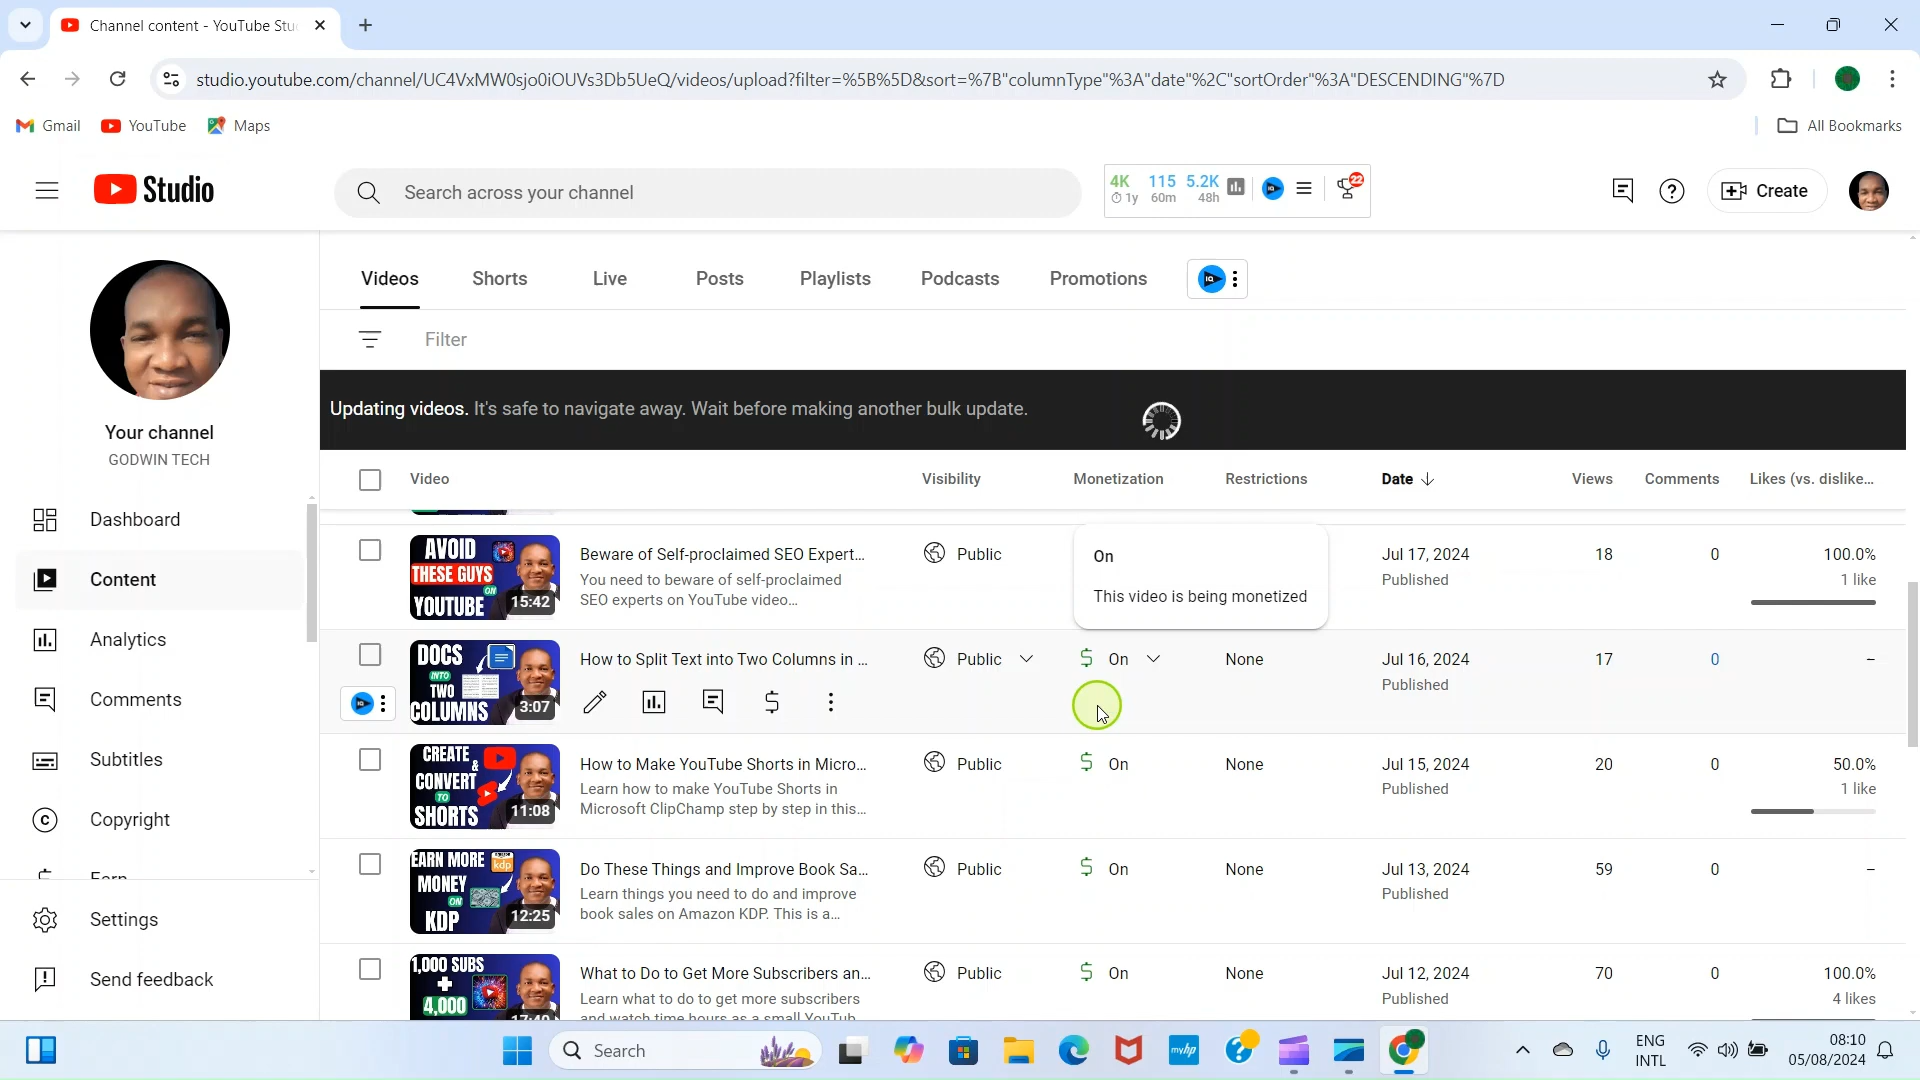 Channel content - YouTube Stu
studio.youtube.com/channel/UC4VxMW0sjo0iOUVs3Db5UeQ/videos/upload?filter=%5B%5D&sort=%7B"columnType"%3A"date"%2C"sortOrder"%3A"DESCENDING"%7D
Gmail YouTube Maps All Bookmarks
Studio
Search across your channel
4K 115 5.2K 22
1y 60m 48h
Create
Videos Shorts Live Posts Playlists Podcasts Promotions
Filter
Updating videos. It's safe to navigate away. Wait before making another bulk update.
Your channel
GODWIN TECH
Dashboard
Content
Analytics
Comments
Subtitles
Copyright
Earn
Settings
Send feedback
Video Visibility Monetization Restrictions Date Views Comments Likes (vs. dislike...
AVOID
THESE GUYS
ON
YOUTUBE
15:42
Beware of Self-proclaimed SEO Expert...
You need to beware of self-proclaimed
SEO experts on YouTube video...
Public
On
This video is being monetized
Jul 17, 2024
Published
18 0 100.0%
1 like
DOCS
INTO
TWO
COLUMNS
3:07
How to Split Text into Two Columns in ...
Public On None Jul 16, 2024 17 0 –
Published
CREATE
&
CONVERT
TO
SHORTS
11:08
How to Make YouTube Shorts in Micro...
Learn how to make YouTube Shorts in
Microsoft ClipChamp step by step in this...
Public On None Jul 15, 2024 20 0 50.0%
Published 1 like
EARN MORE
MONEY
ON
KDP
kdp
12:25
Do These Things and Improve Book Sa...
Learn things you need to do and improve
book sales on Amazon KDP. This is a...
Public On None Jul 13, 2024 59 0 –
Published
1,000 SUBS
+
4,000
17:40
What to Do to Get More Subscribers an...
Learn what to do to get more subscribers
and watch time hours as a small YouTub
Public On None Jul 12, 2024 70 0 100.0%
Published 4 likes
Search
myhp
ENG
INTL
08:10
05/08/2024